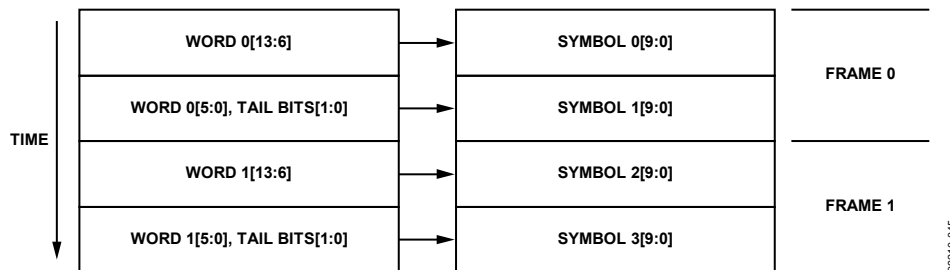 WORD 0[13:6]
SYMBOL 0[9:0]
FRAME 0
WORD 0[5:0], TAIL BITS[1:0]
SYMBOL 1[9:0]
TIME
WORD 1[13:6]
SYMBOL 2[9:0]
FRAME 1
WORD 1[5:0], TAIL BITS[1:0]
SYMBOL 3[9:0]